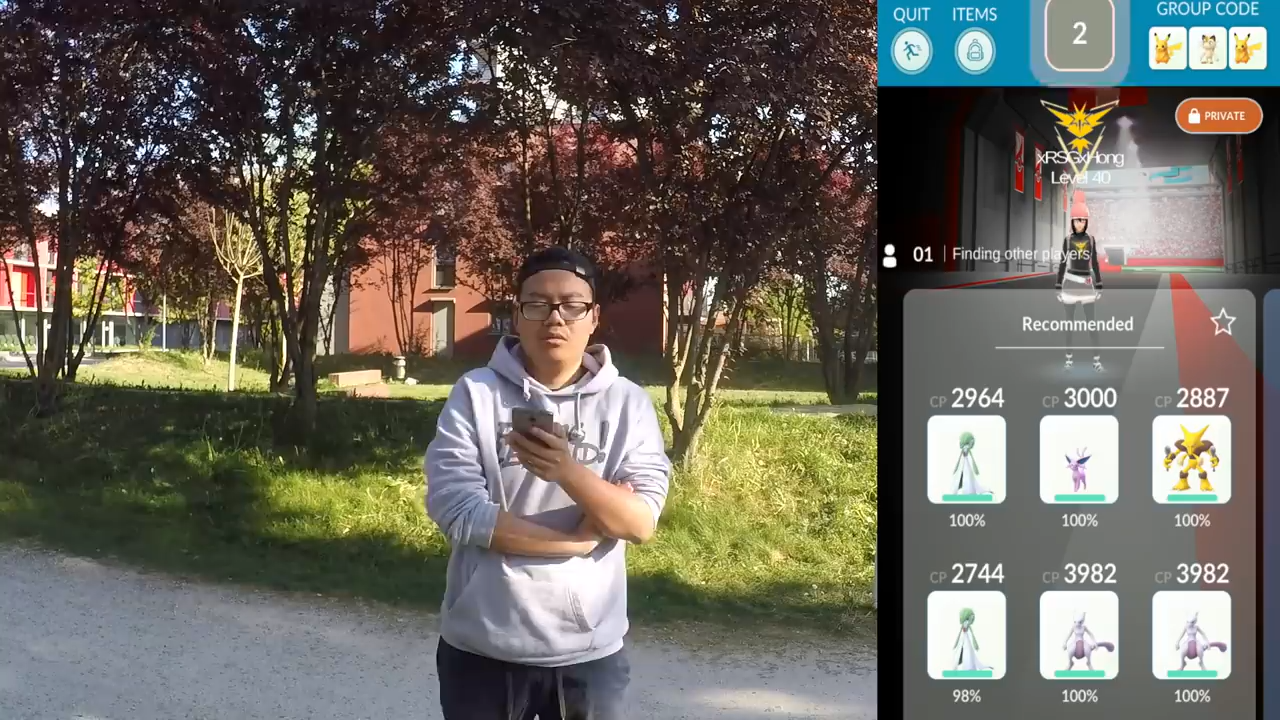 QUIT
ITEMS
2
GROUP CODE
PRIVATE
xRSGxHong
Level 40
01
Finding other players
Recommended
CP 2964
CP 3000
CP 2887
100%
100%
100%
CP 2744
CP 3982
CP 3982
98%
100%
100%